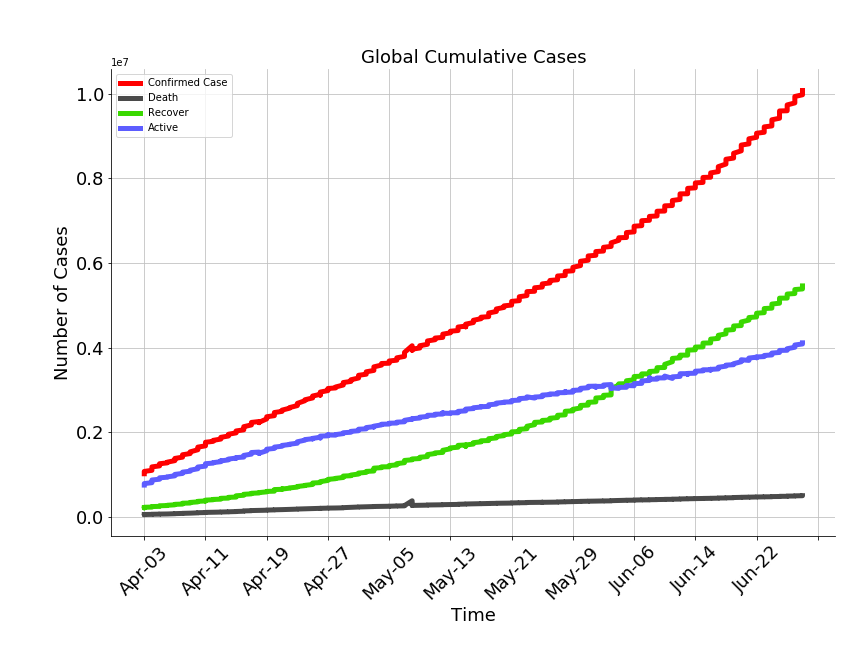 Global Cumulative Cases
1e7
Confirmed Case
Death
Recover
Active
1.0
0.8
0.6
0.4
0.2
0.0
Number of Cases
Apr-03
Apr-11
Apr-19
Apr-27
May-05
May-13
May-21
May-29
Jun-06
Jun-14
Jun-22
Time